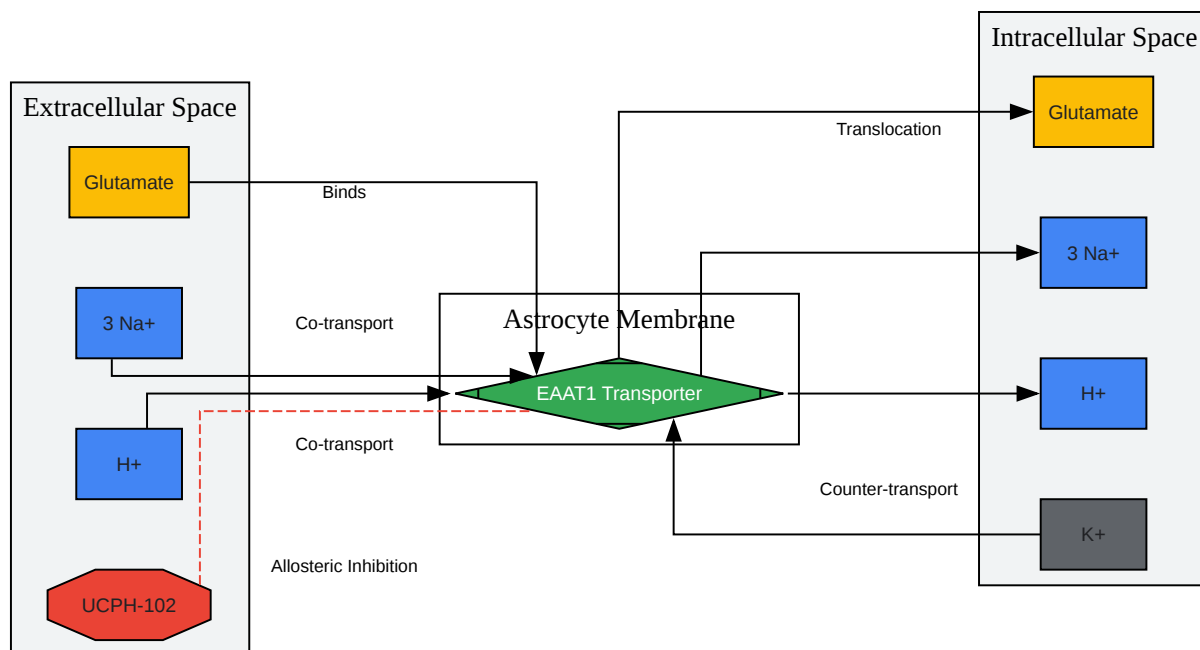 Intracellular Space
Extracellular Space
Glutamate
Translocation
Glutamate
Binds
3 Na+
3 Na+
Co-transport
Astrocyte Membrane
EAAT1 Transporter
H+
Co-transport
H+
Counter-transport
K+
Allosteric Inhibition
UCPH-102